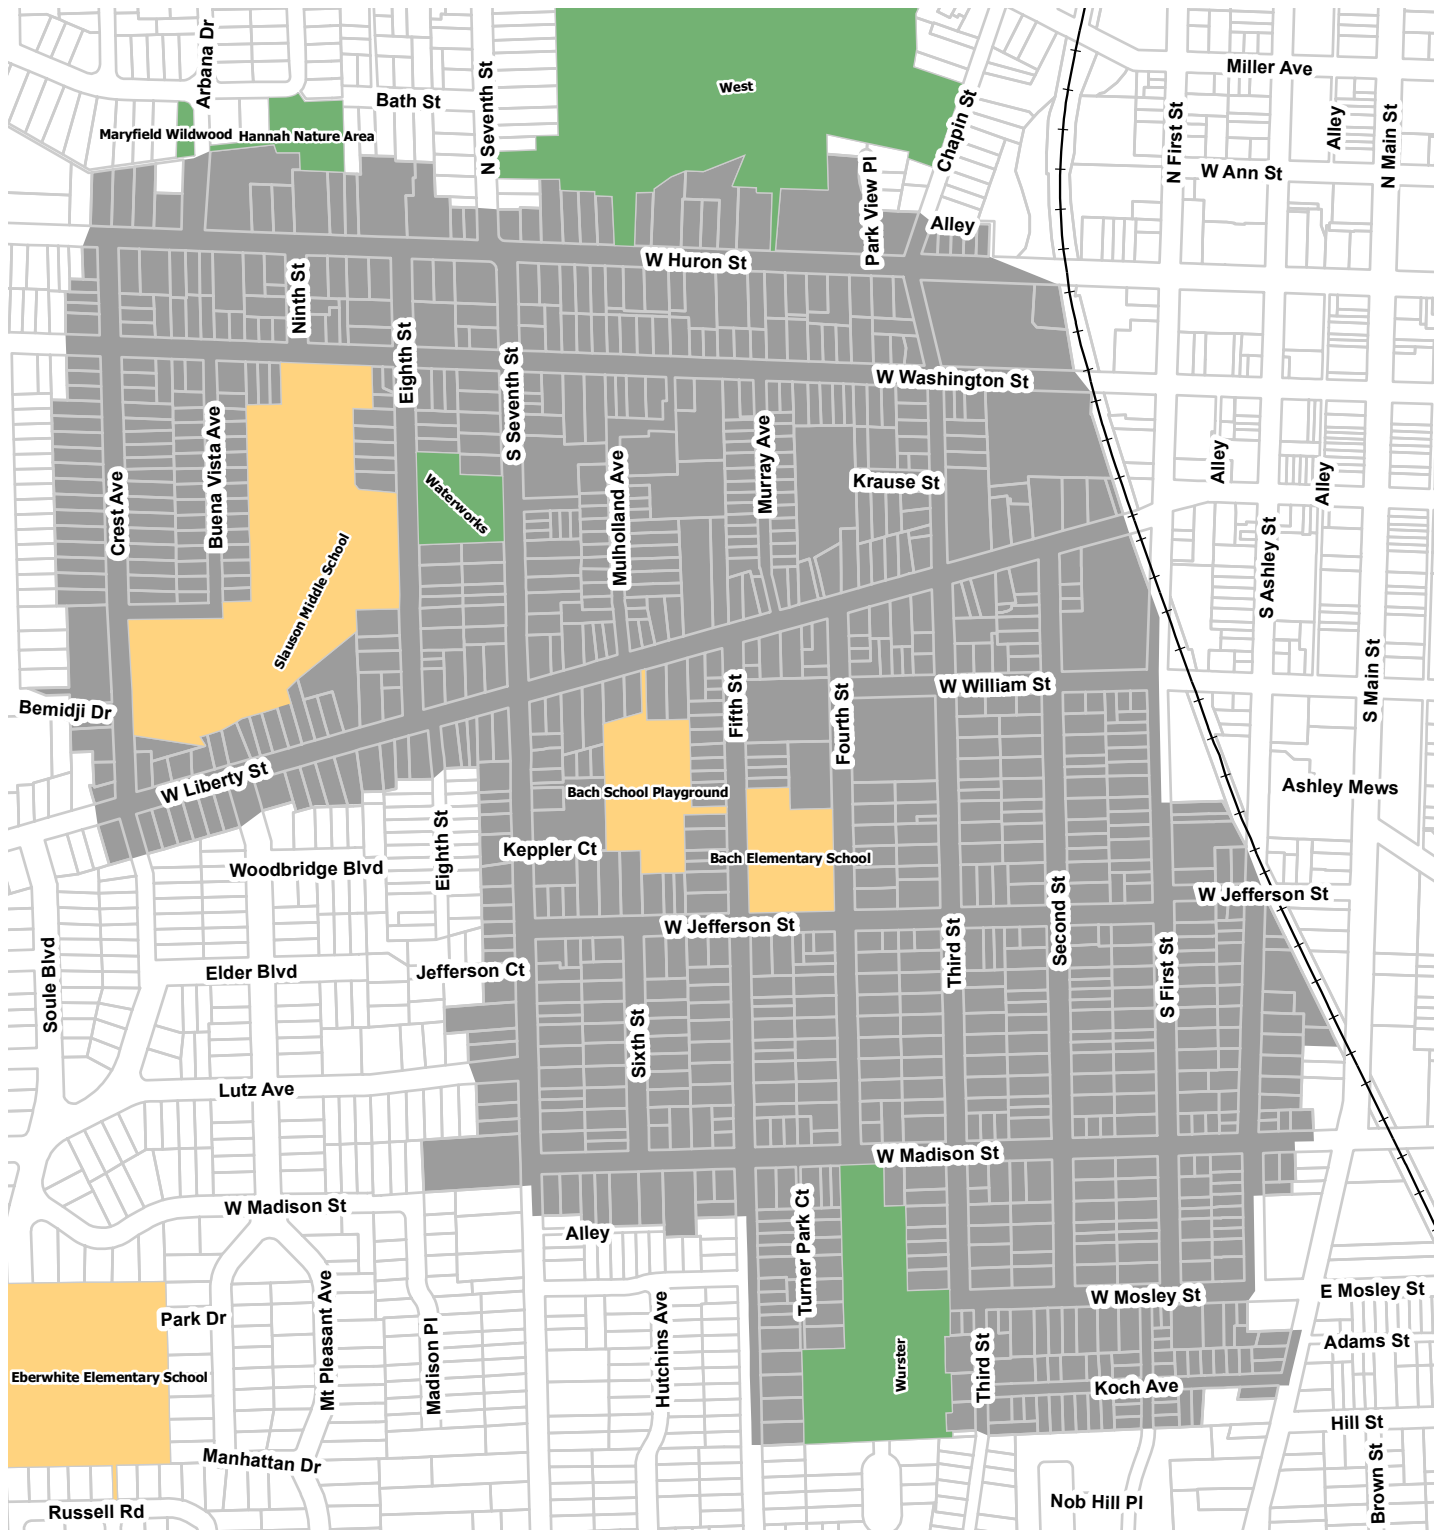 Arbana Dr
Miller Ave
West
Bath St
N Seventh St
Chapin St
N First St
Alley
N Main St
Maryfield Wildwood
Hannah Nature Area
W Ann St
Park View Pl
Alley
W Huron St
Ninth St
Eighth St
S Seventh St
W Washington St
Buena Vista Ave
Murray Ave
Alley
Crest Ave
Waterworks
Mulholland Ave
Krause St
Alley
S Ashley St
Slauson Middle School
S Main St
Bemidji Dr
Fifth St
Fourth St
W William St
W Liberty St
Bach School Playground
Ashley Mews
Eighth St
Keppler Ct
Bach Elementary School
Woodbridge Blvd
W Jefferson St
Second St
W Jefferson St
Third St
Soule Blvd
Elder Blvd
Jefferson Ct
S First St
Sixth St
Lutz Ave
W Madison St
W Madison St
Alley
Turner Park Ct
E Mosley St
W Mosley St
Park Dr
Mt Pleasant Ave
Madison Pl
Hutchins Ave
Adams St
Eberwhite Elementary School
Wurster
Third St
Koch Ave
Hill St
Manhattan Dr
Brown St
Russell Rd
Nob Hill Pl